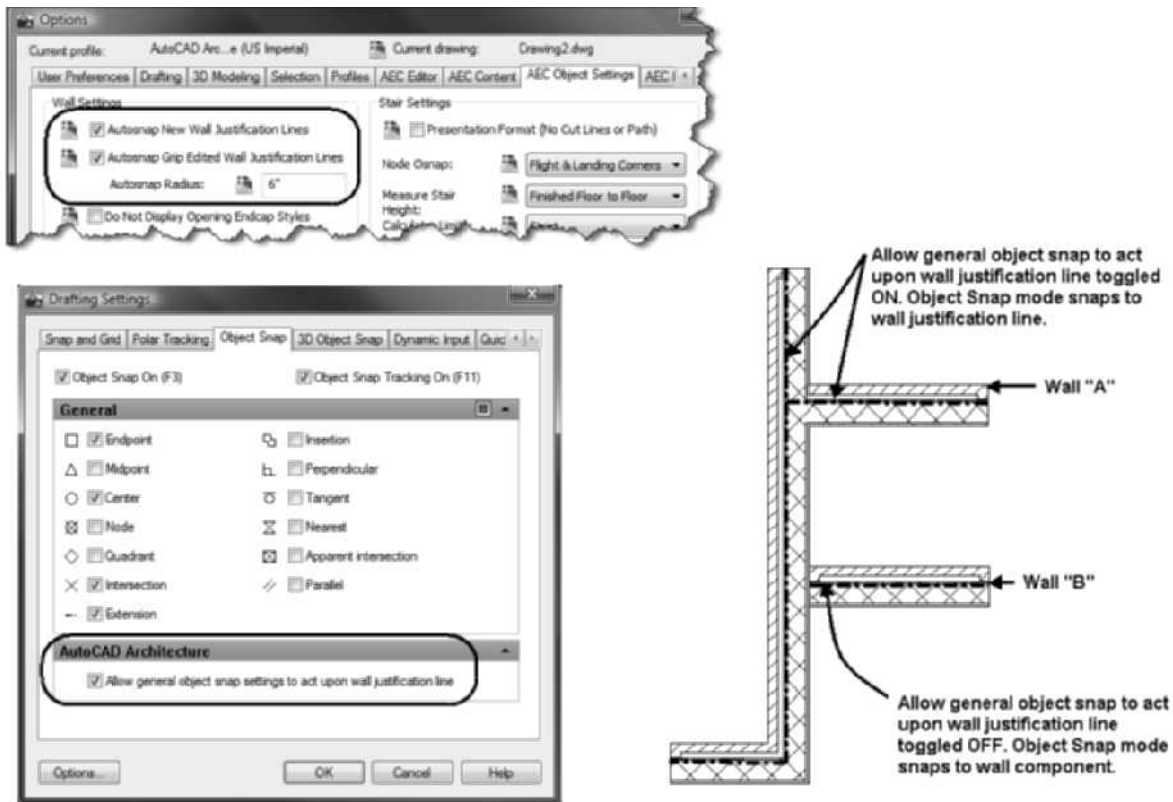 Options
Current profile: AutoCAD Arc...e (US Imperial) Current drawing: Drawing2.dwg
User Preferences Drafting 3D Modeling Selection Profiles AEC Editor AEC Content AEC Object Settings AEC
Wall Settings
Autosnap New Wall Justification Lines
Autosnap Grip Edited Wall Justification Lines
Autosnap Radius: 6"
Do Not Display Opening Endcap Styles
Stair Settings
Presentation Format (No Cut Lines or Path)
Node Osnap: Flight & Landing Corners
Measure Stair Height: Finished Floor to Floor
Drafting Settings
Snap and Grid Polar Tracking Object Snap 3D Object Snap Dynamic Input Quic
Object Snap On (F3) Object Snap Tracking On (F11)
General
Endpoint Insertion
Midpoint Perpendicular
Center Tangent
Node Nearest
Quadrant Apparent intersection
Intersection Parallel
Extension
AutoCAD Architecture
Allow general object snap settings to act upon wall justification line
Options... OK Cancel Help
Allow general object snap to act
upon wall justification line toggled
ON. Object Snap mode snaps to
wall justification line.
Wall "A"
Wall "B"
Allow general object snap to act
upon wall justification line
toggled OFF. Object Snap mode
snaps to wall component.